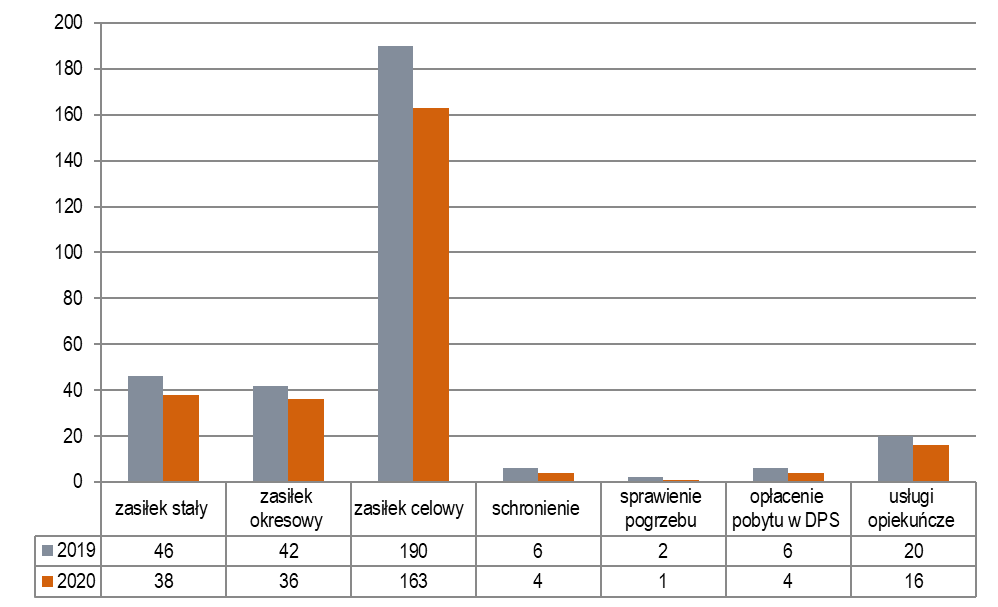 200
180
160
140
120
100
80
60
40
20
0
zasiłek stały
zasiłek
okresowy
zasiłek celowy
schronienie
sprawienie
pogrzebu
opłacenie
pobytu w DPS
usługi
opiekuńcze
2019 46 42 190 6 2 6 20
2020 38 36 163 4 1 4 16